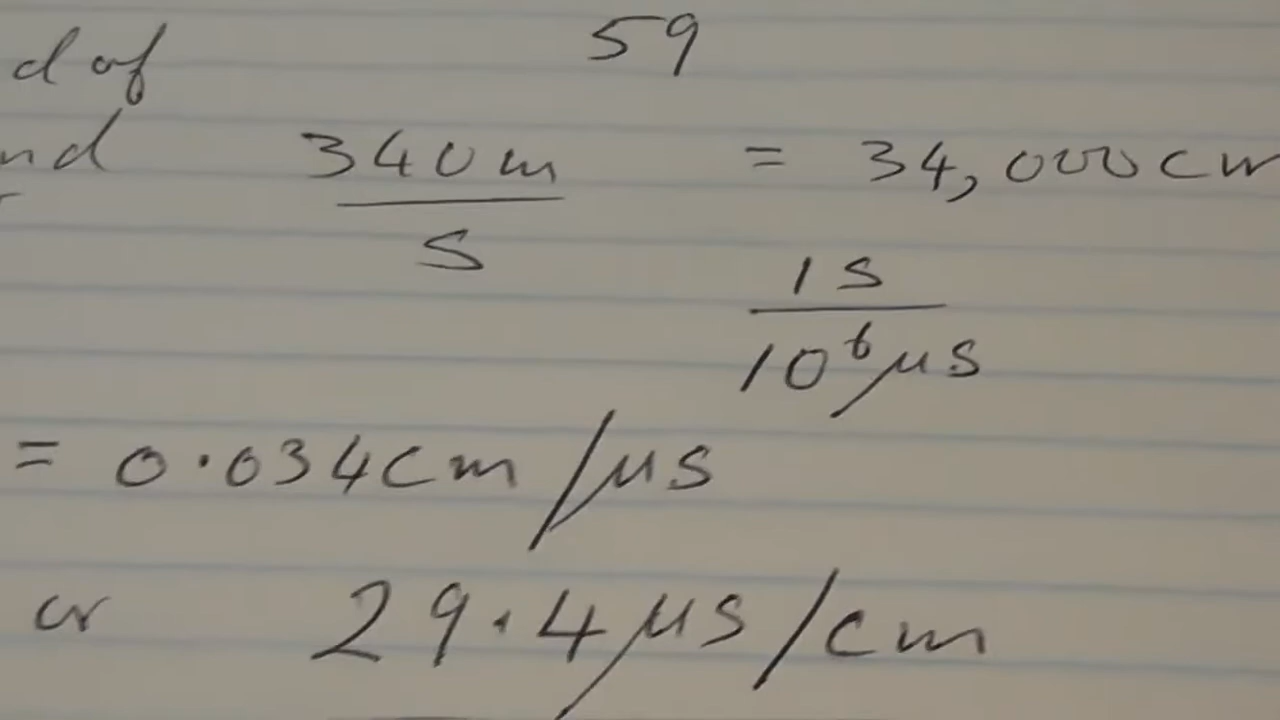 59
d of
nd 340m = 34,000cm
s 1s
10⁶µs
= 0.034cm/µs
or 29.4µs/cm